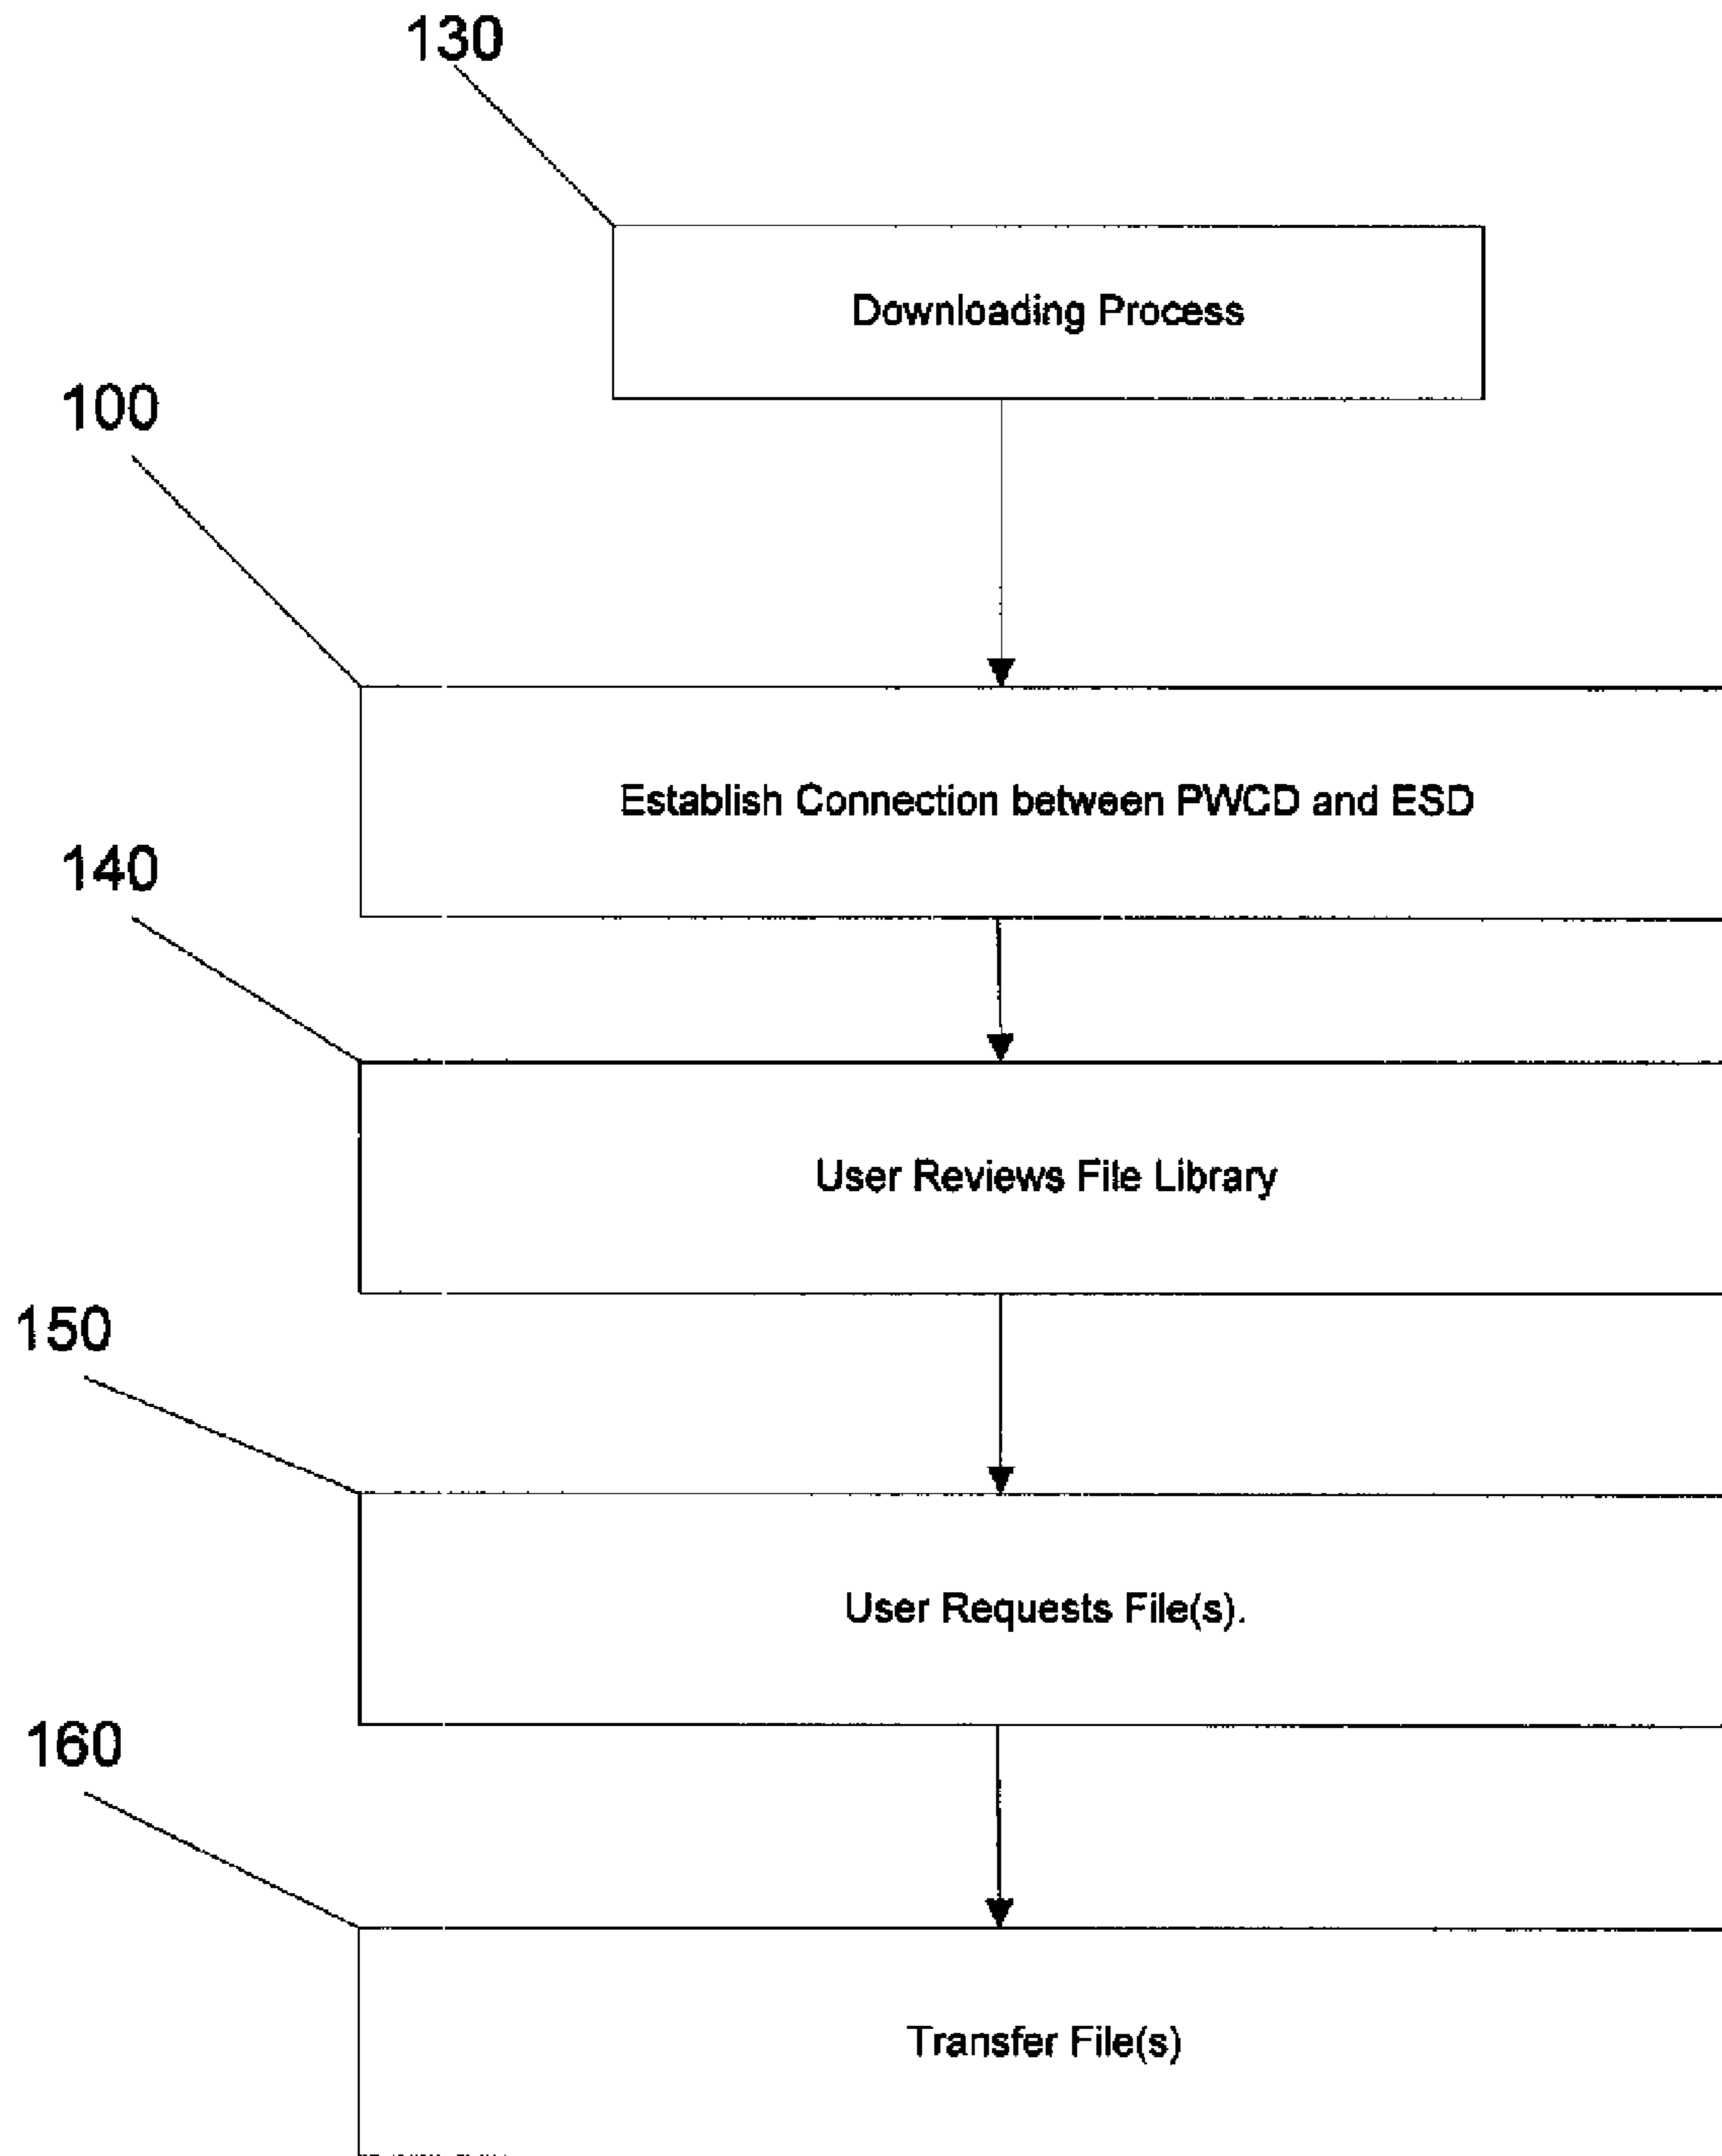 130
Downloading Process
100
Establish Connection between PWCD and ESD
140
User Reviews File Library
150
User Requests File(s).
160
Transfer File(s)